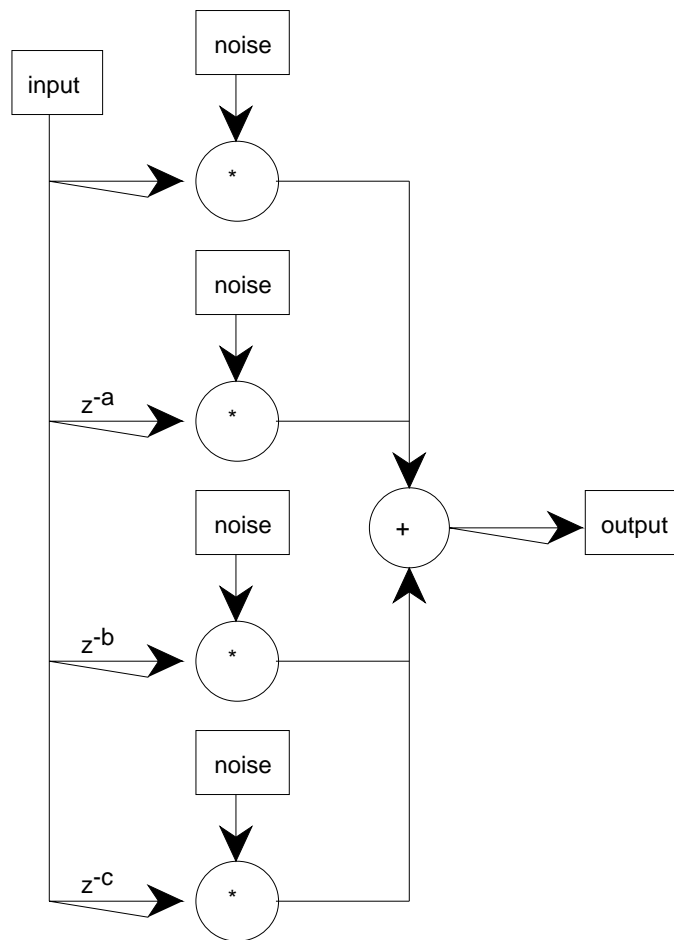 noise
input
*
noise
z-a
*
noise
+
output
z-b
*
noise
z-c
*